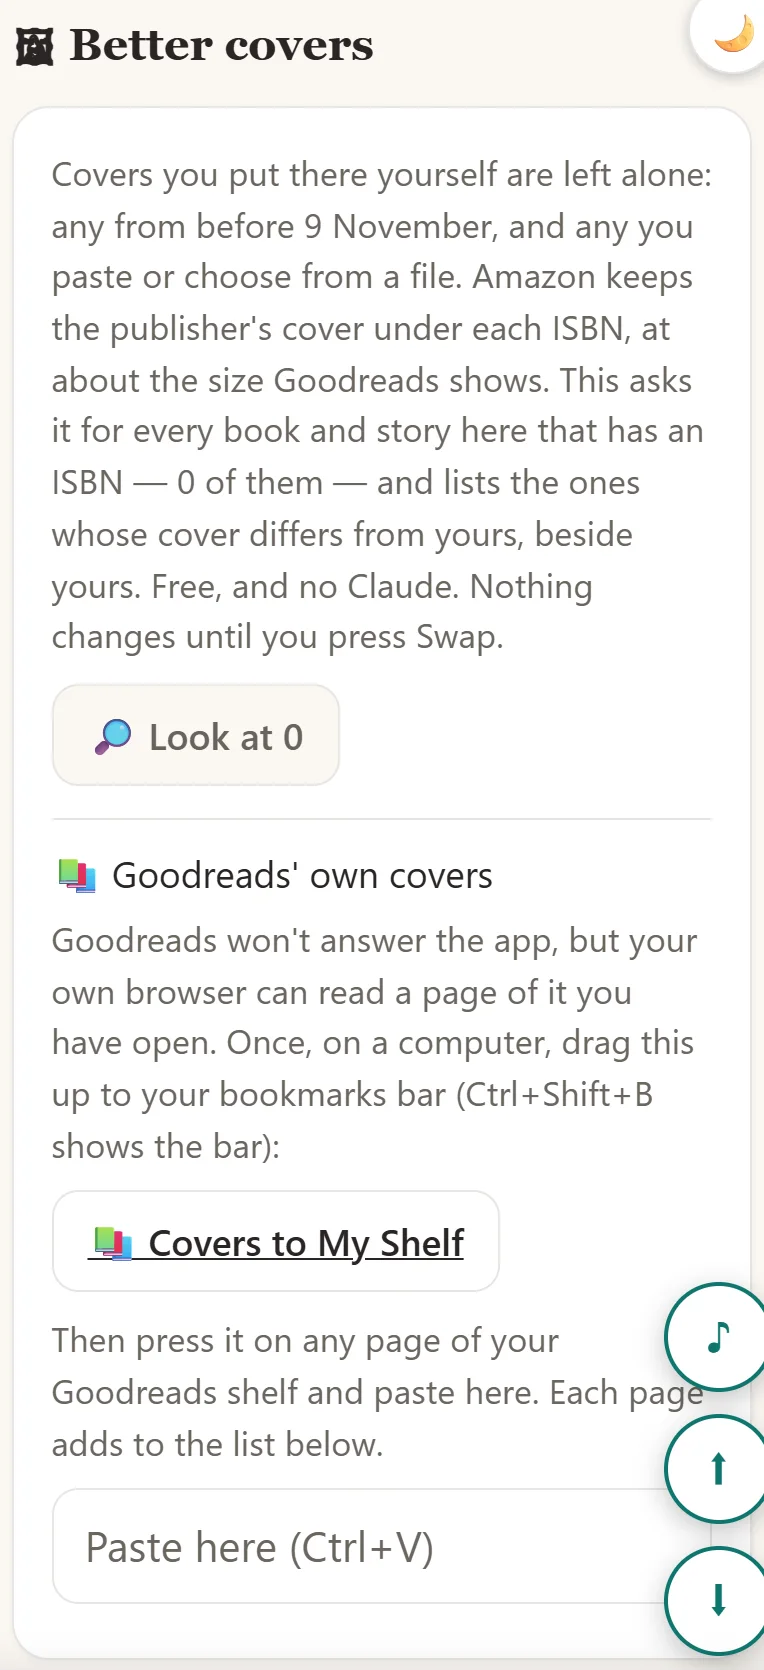 Better covers
Covers you put there yourself are left alone:
any from before 9 November, and any you
paste or choose from a file. Amazon keeps
the publisher's cover under each ISBN, at
about the size Goodreads shows. This asks
it for every book and story here that has an
ISBN — 0 of them — and lists the ones
whose cover differs from yours, beside
yours. Free, and no Claude. Nothing
changes until you press Swap.
Look at 0
Goodreads' own covers
Goodreads won't answer the app, but your
own browser can read a page of it you
have open. Once, on a computer, drag this
up to your bookmarks bar (Ctrl+Shift+B
shows the bar):
Covers to My Shelf
Then press it on any page of your
Goodreads shelf and paste here. Each page
adds to the list below.
Paste here (Ctrl+V)